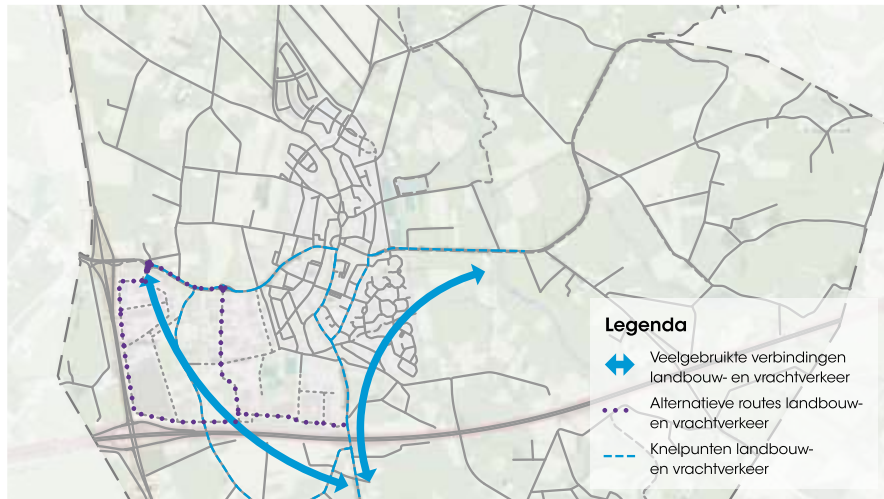 Legenda
Veelgebruikte verbindingen
landbouw- en vrachtverkeer
Alternatieve routes landbouw-
en vrachtverkeer
Knelpunten landbouw-
en vrachtverkeer